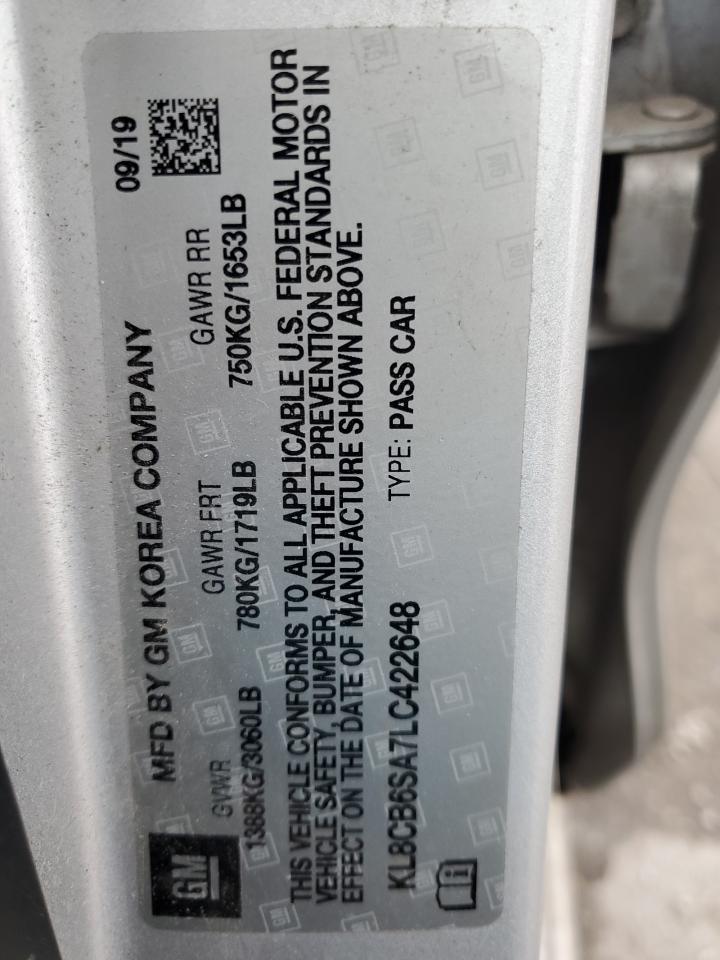 GM
MFD BY GM KOREA COMPANY 09/19
GVWR GAWR FRT GAWR RR
1388KG/3060LB 780KG/1719LB 750KG/1653LB
THIS VEHICLE CONFORMS TO ALL APPLICABLE U.S. FEDERAL MOTOR
VEHICLE SAFETY, BUMPER, AND THEFT PREVENTION STANDARDS IN
EFFECT ON THE DATE OF MANUFACTURE SHOWN ABOVE.
KL8CB6SA7LC422648 TYPE: PASS CAR